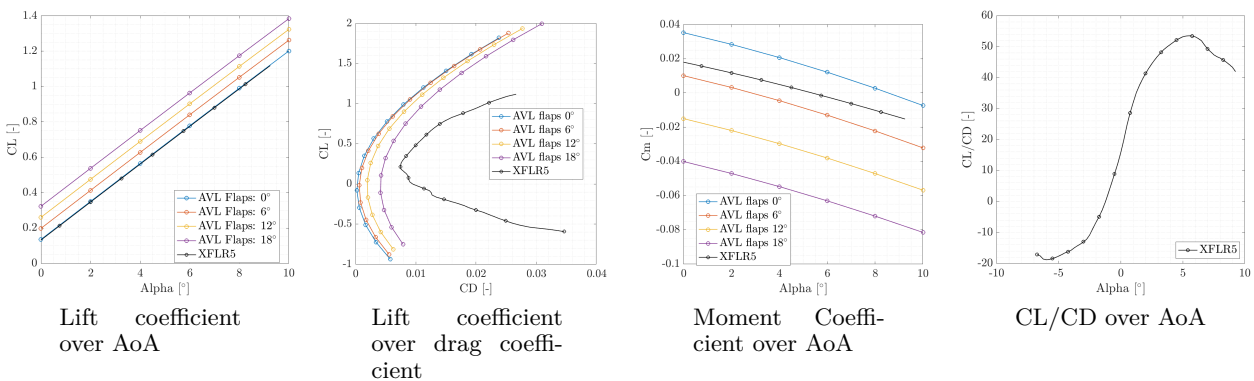 1.4
1.2
1
0.8
0.6
0.4
0.2
0
CL [-]
0 2 4 6 8 10
Alpha [°]
AVL Flaps: 0°
AVL Flaps: 6°
AVL Flaps: 12°
AVL Flaps: 18°
XFLR5
Lift coefficient
over AoA
2
1.5
1
0.5
0
-0.5
-1
CL [-]
0 0.01 0.02 0.03 0.04
CD [-]
AVL flaps 0°
AVL flaps 6°
AVL flaps 12°
AVL flaps 18°
XFLR5
Lift coefficient
over drag coeffi-
cient
0.04
0.02
0
-0.02
-0.04
-0.06
-0.08
-0.1
Cm [-]
0 2 4 6 8 10
Alpha [°]
AVL flaps 0°
AVL flaps 6°
AVL flaps 12°
AVL flaps 18°
XFLR5
Moment Coeffi-
cient over AoA
60
50
40
30
20
10
0
-10
-20
CL/CD [-]
-10 -5 0 5 10
Alpha [°]
XFLR5
CL/CD over AoA